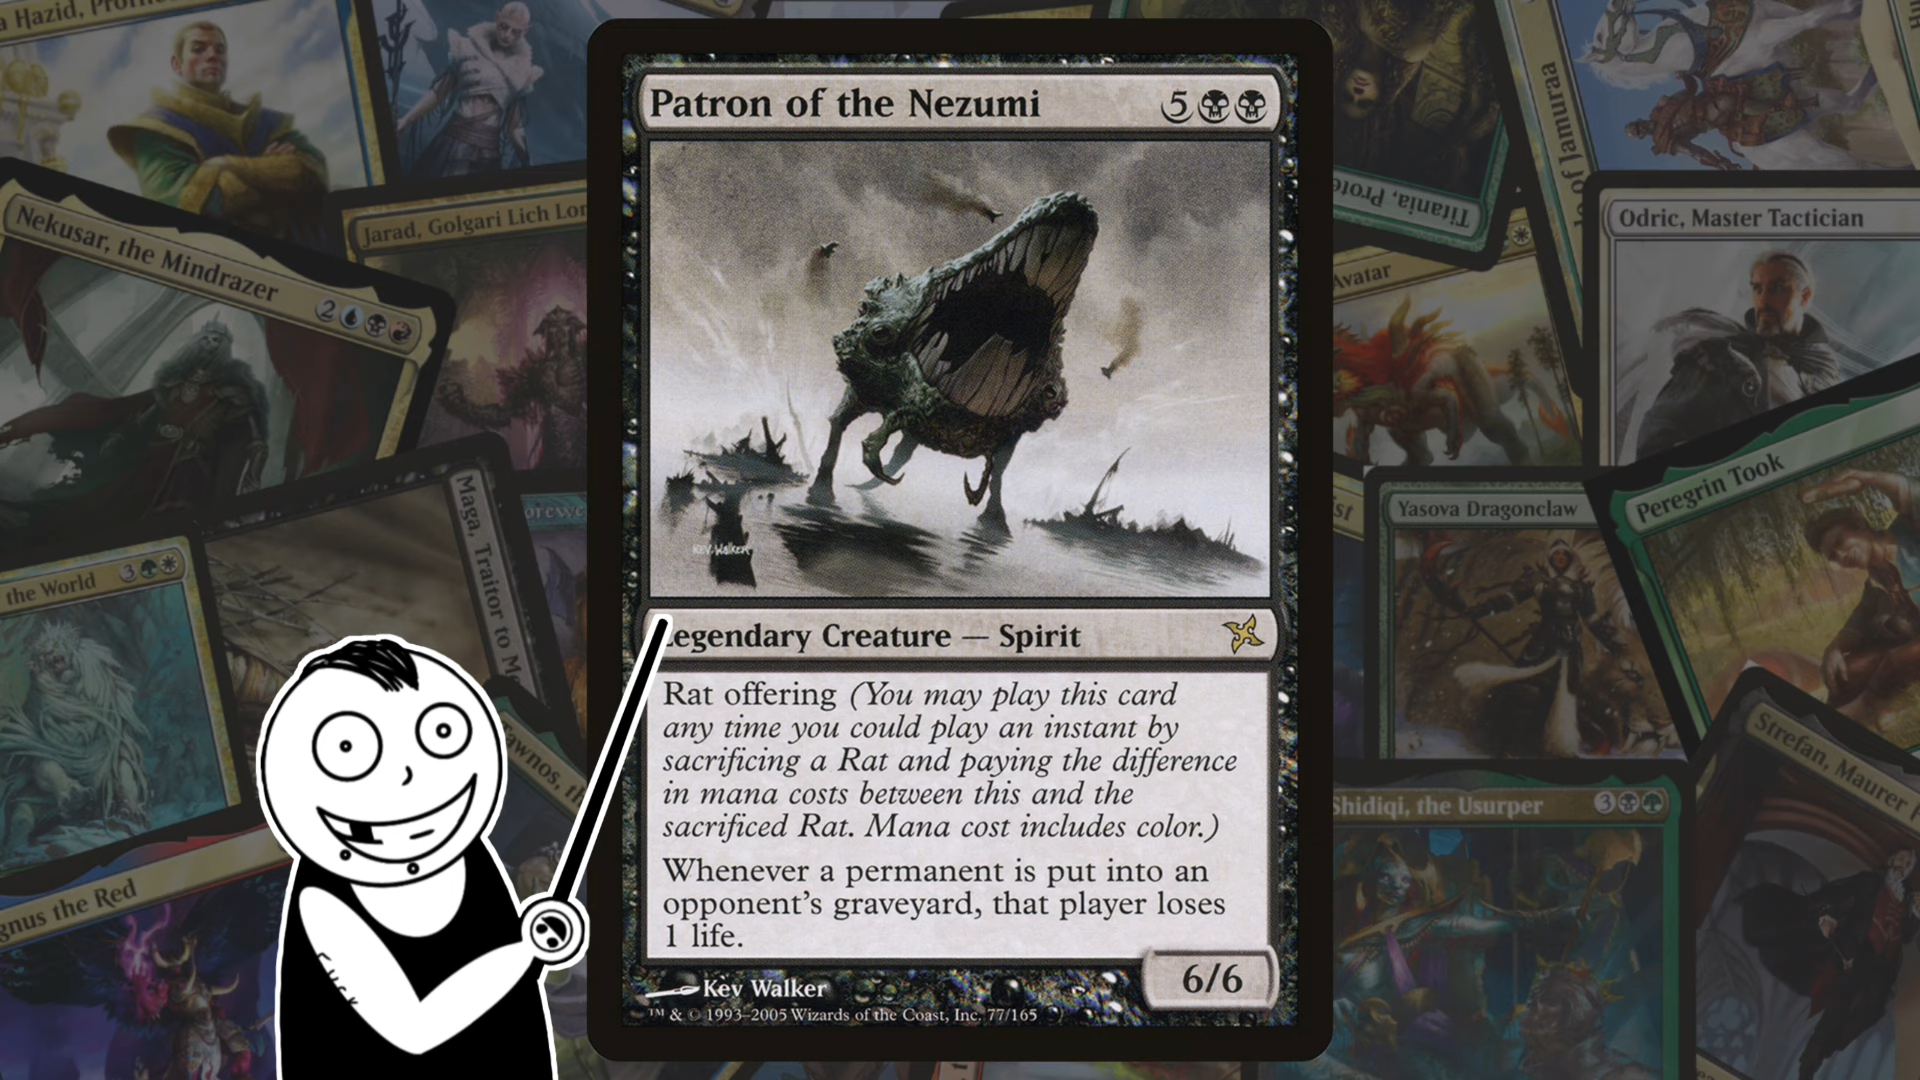 Patron of the Nezumi
5
Kev. Walker
egendary Creature — Spirit
Rat offering (You may play this card
any time you could play an instant by
sacrificing a Rat and paying the difference
in mana costs between this and the
sacrificed Rat. Mana cost includes color.)
Whenever a permanent is put into an
opponent's graveyard, that player loses
1 life.
6/6
Kev Walker
™ & © 1993–2005 Wizards of the Coast, Inc. 77/165
Hazid,
Nekusar, the Mindrazer
2
Jarad, Golgari Lich Lor
Maga, Traitor to M
the World
3
awnos, th
gnus the Red
Titania, Prote
of Jamuraa
Odric, Master Tactician
Avatar
Yasova Dragonclaw
Peregrin Took
Strefan, Maurer
Shidiqi, the Usurper
3